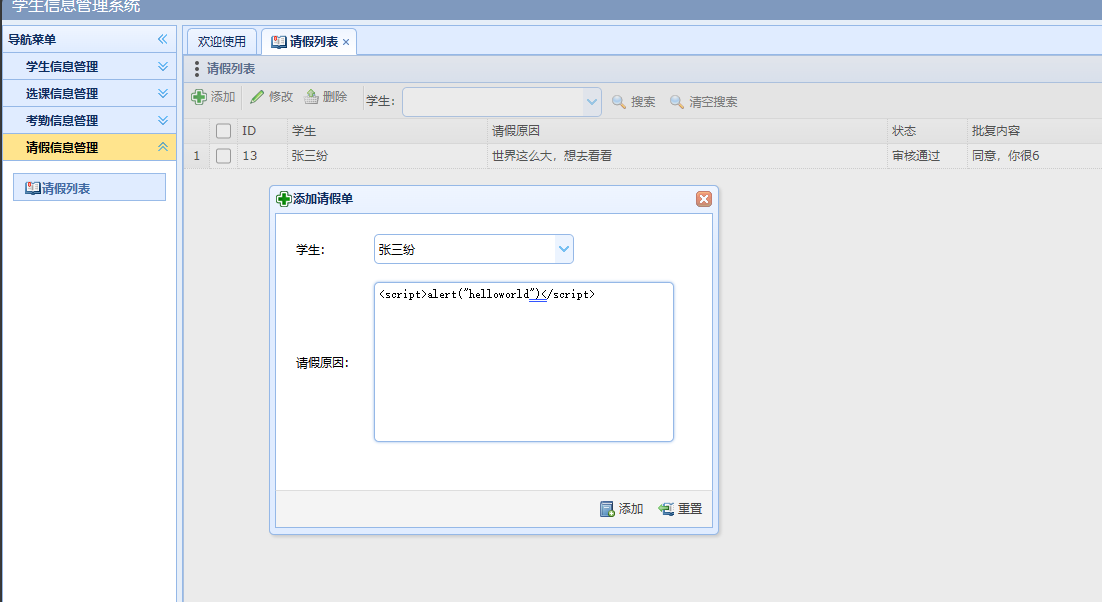 学生信息管理系统
导航菜单
学生信息管理
选课信息管理
考勤信息管理
请假信息管理
请假列表
欢迎使用 请假列表
请假列表
添加 修改 删除 学生: 搜索 清空搜索
ID 学生 请假原因 状态 批复内容
1 13 张三纷 世界这么大，想去看看 审核通过 同意，你很6
添加请假单
学生: 张三纷
<script>alert("helloworld")</script>
请假原因:
添加 重置